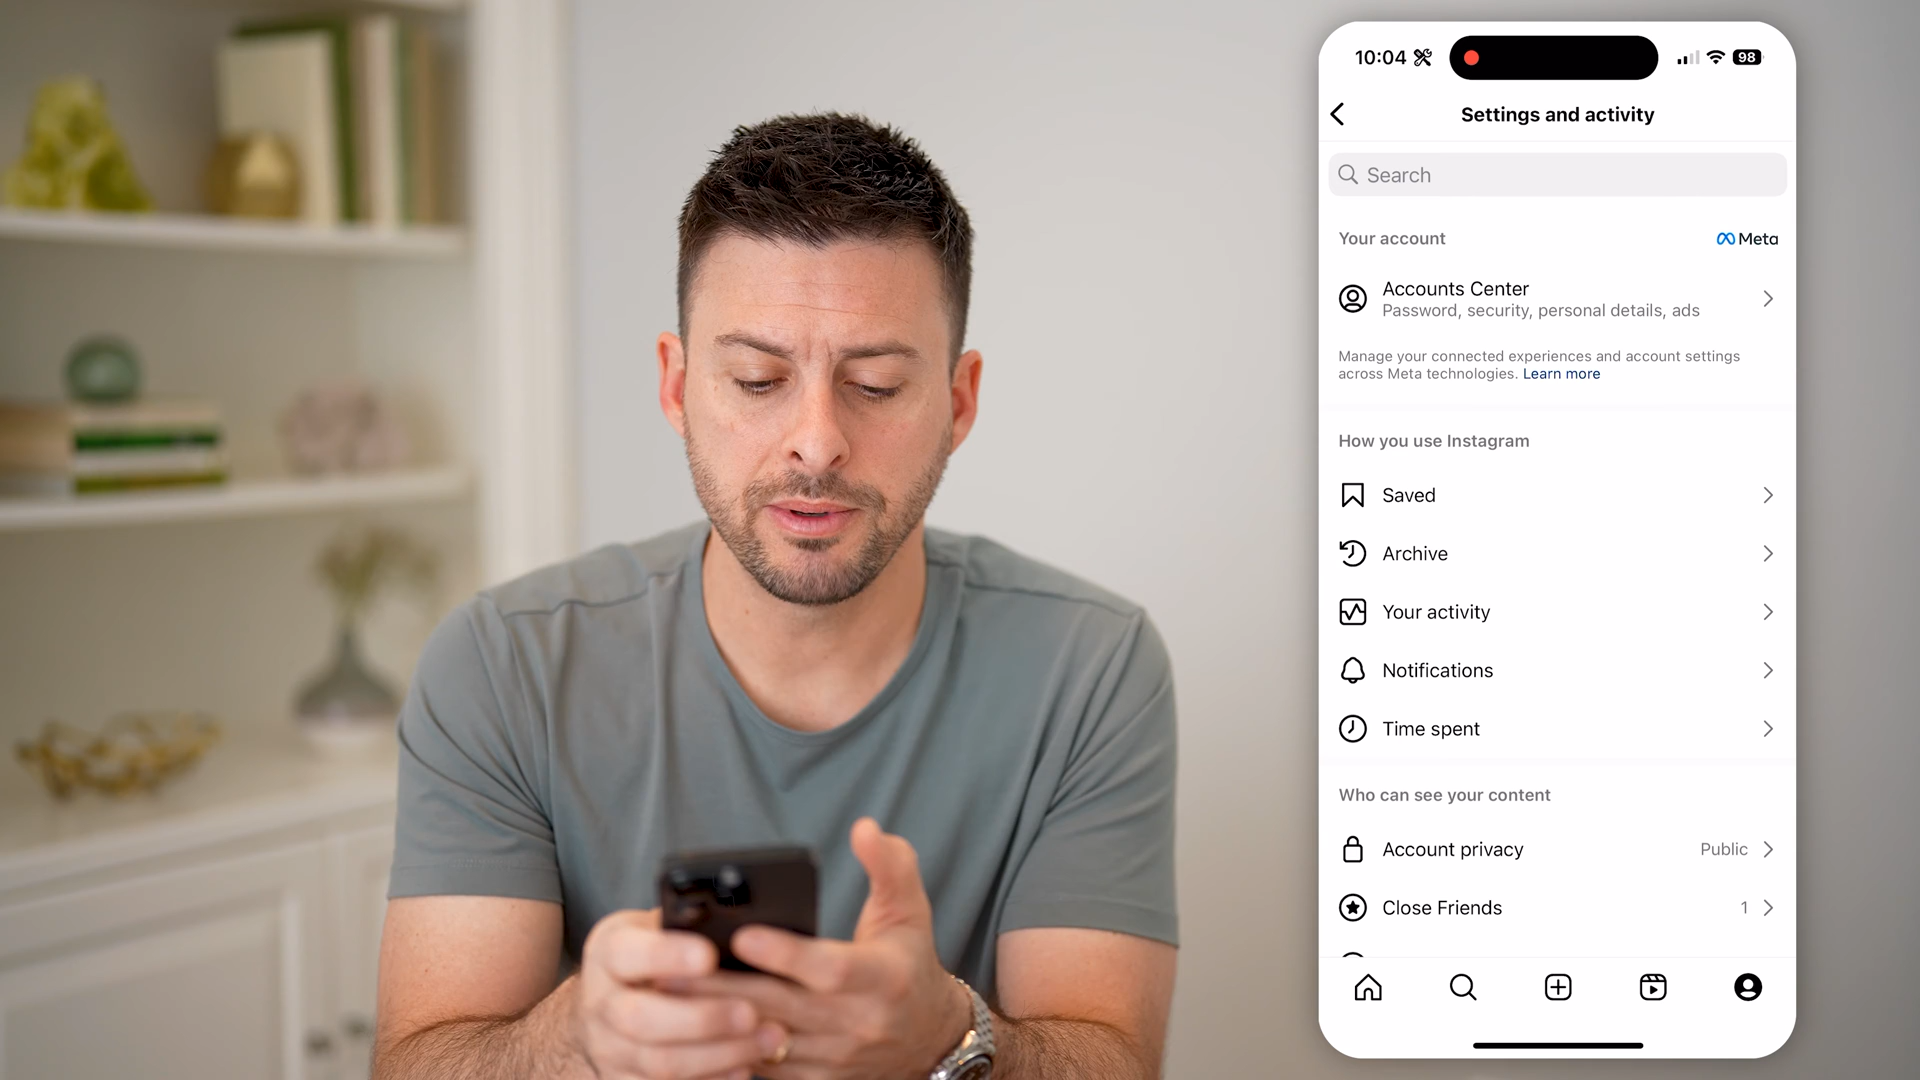 10:04
98
Settings and activity
Search
Your account
Meta
Accounts Center
Password, security, personal details, ads
Manage your connected experiences and account settings
across Meta technologies. Learn more
How you use Instagram
Saved
Archive
Your activity
Notifications
Time spent
Who can see your content
Account privacy
Public
Close Friends
1